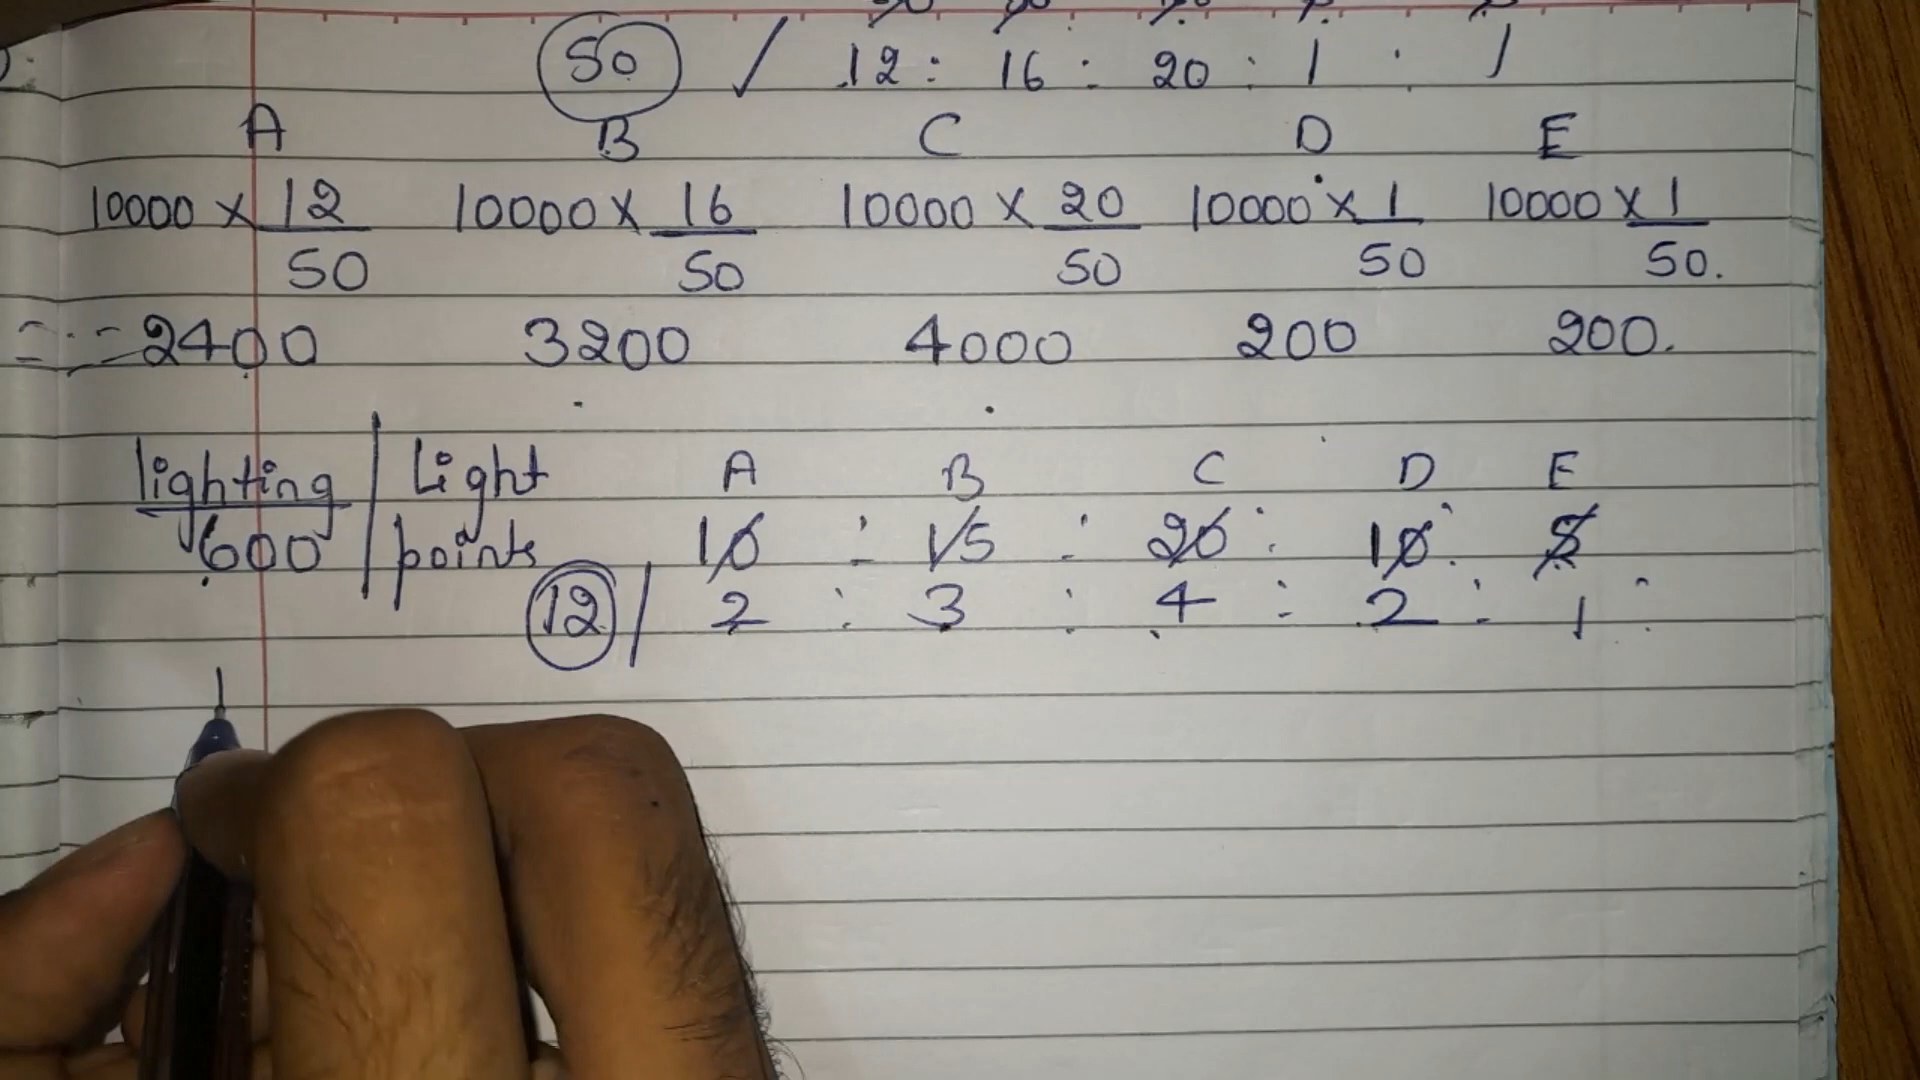 50 / 12 : 16 : 20 : 1 : 1
A B C D E
10000 x 12/50 10000 x 16/50 10000 x 20/50 10000 x 1/50 10000 x 1/50.
= 2400 3200 4000 200 200.
lighting | Light A B C D E
600 | points 10 : 15 : 20 : 10 : 5
12 / 2 : 3 : 4 : 2 : 1 :